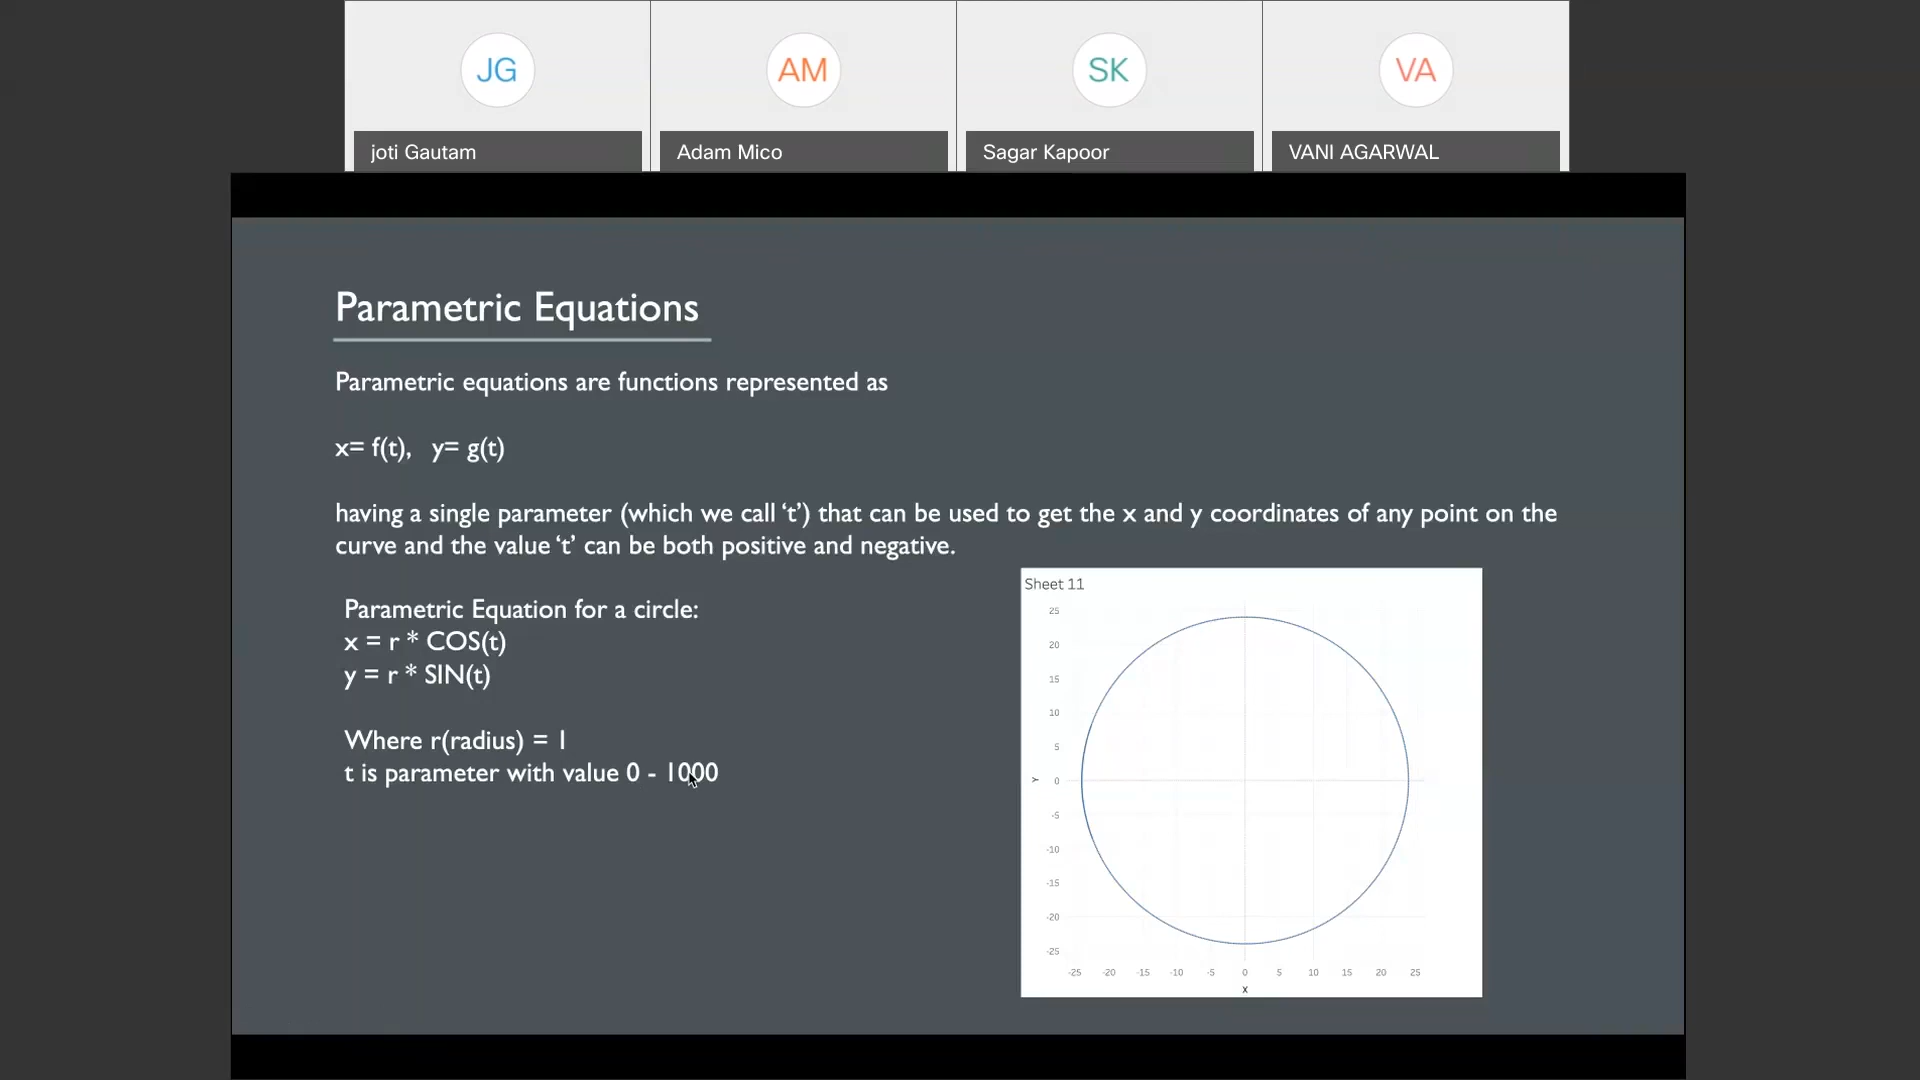 JG
AM
SK
VA
joti Gautam
Adam Mico
Sagar Kapoor
VANI AGARWAL
Parametric Equations
Parametric equations are functions represented as
x= f(t),   y= g(t)
having a single parameter (which we call ‘t’) that can be used to get the x and y coordinates of any point on the
curve and the value ‘t’ can be both positive and negative.
Parametric Equation for a circle:
x = r * COS(t)
y = r * SIN(t)
Where r(radius) = 1
t is parameter with value 0 - 1000
Sheet 11
25
20
15
10
5
Y
0
-5
-10
-15
-20
-25
-25 -20 -15 -10 -5 0 5 10 15 20 25
X